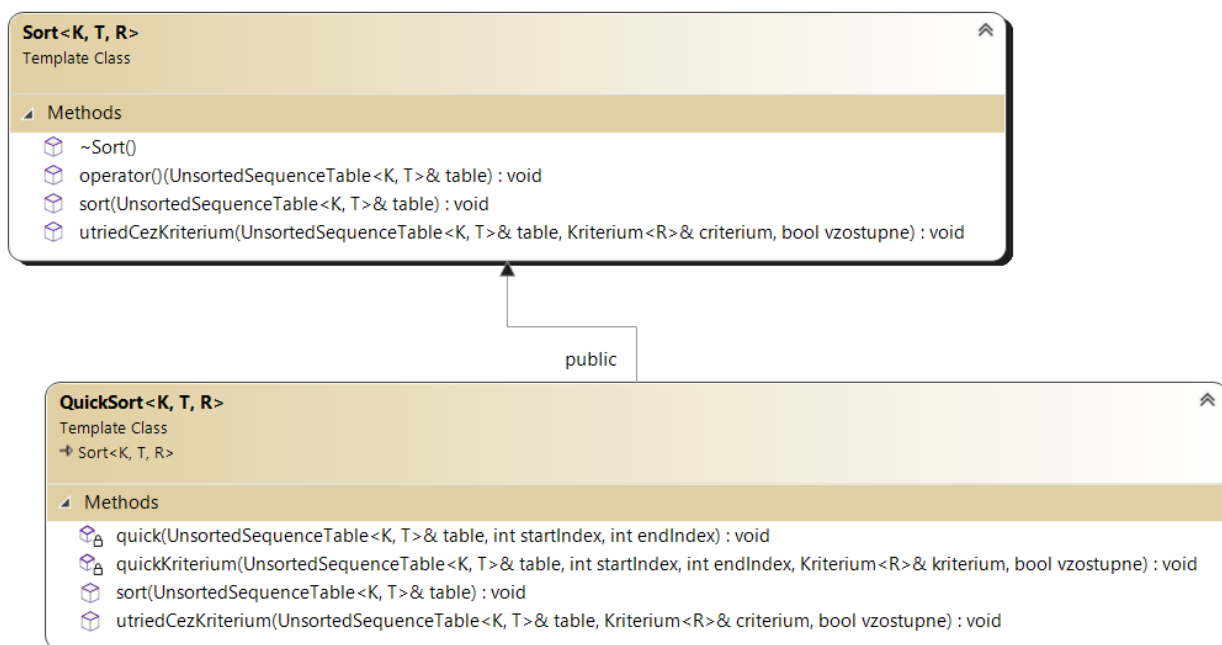 Sort<K, T, R>
Template Class
Methods
~Sort()
operator()(UnsortedSequenceTable<K, T>& table) : void
sort(UnsortedSequenceTable<K, T>& table) : void
utriedCezKriterium(UnsortedSequenceTable<K, T>& table, Kriterium<R>& criterium, bool vzostupne) : void
public
QuickSort<K, T, R>
Template Class
Sort<K, T, R>
Methods
quick(UnsortedSequenceTable<K, T>& table, int startIndex, int endIndex) : void
quickKriterium(UnsortedSequenceTable<K, T>& table, int startIndex, int endIndex, Kriterium<R>& kriterium, bool vzostupne) : void
sort(UnsortedSequenceTable<K, T>& table) : void
utriedCezKriterium(UnsortedSequenceTable<K, T>& table, Kriterium<R>& criterium, bool vzostupne) : void